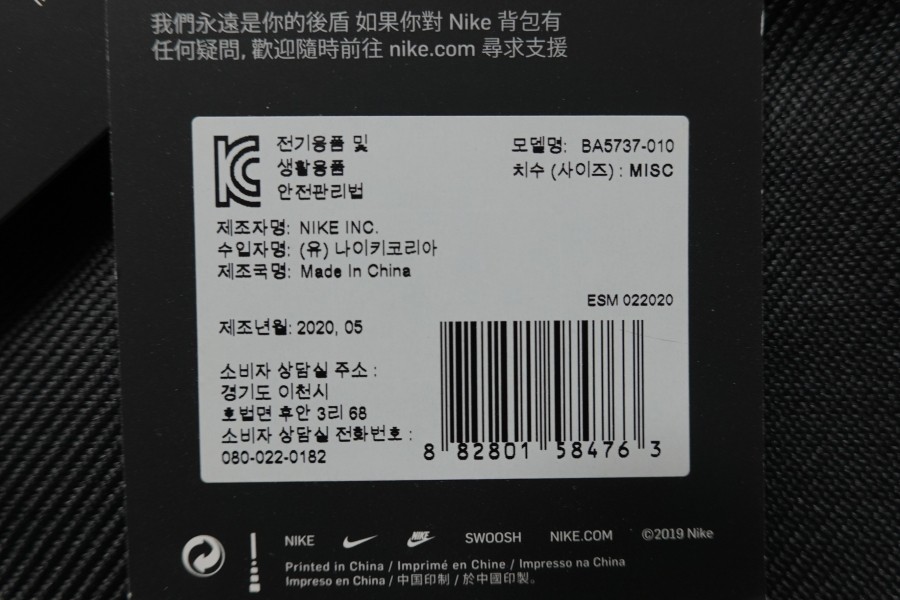 我們永遠是你的後盾 如果你對 Nike 背包有
任何疑問, 歡迎隨時前往 nike.com 尋求支援
전기용품 및
생활용품
안전관리법
모델명: BA5737-010
치수 (사이즈) : MISC
제조자명: NIKE INC.
수입자명: (유) 나이키코리아
제조국명: Made In China
ESM 022020
제조년월: 2020, 05
소비자 상담실 주소 :
경기도 이천시
호법면 후안 3리 68
소비자 상담실 전화번호 :
080-022-0182
8 82801 58476 3
NIKE NIKE SWOOSH NIKE.COM ©2019 Nike
Printed in China / Imprimé en Chine / Impresso na China
Impreso en China / 中国印制 / 於中國印製。